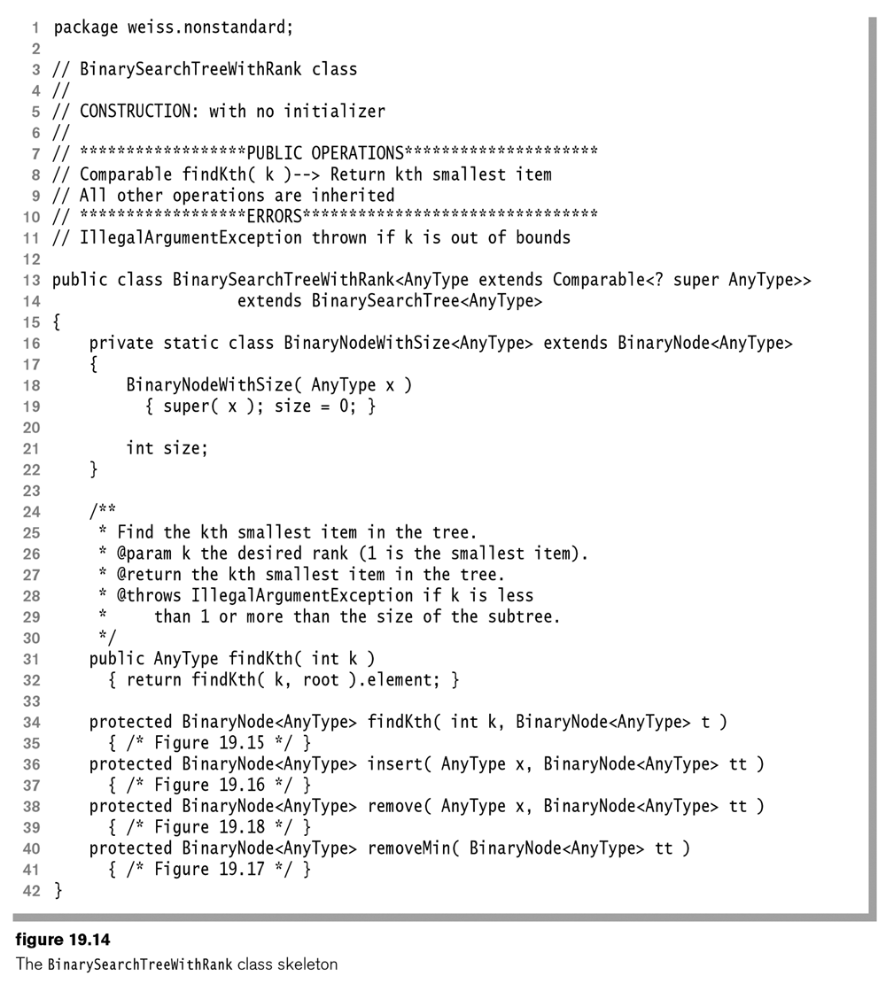 1 package weiss.nonstandard;
2
3 // BinarySearchTreeWithRank class
4 //
5 // CONSTRUCTION: with no initializer
6 //
7 // ******************PUBLIC OPERATIONS*********************
8 // Comparable findKth( k )--> Return kth smallest item
9 // All other operations are inherited
10 // ******************ERRORS********************************
11 // IllegalArgumentException thrown if k is out of bounds
12
13 public class BinarySearchTreeWithRank<AnyType extends Comparable<? super AnyType>>
14                     extends BinarySearchTree<AnyType>
15 {
16     private static class BinaryNodeWithSize<AnyType> extends BinaryNode<AnyType>
17     {
18         BinaryNodeWithSize( AnyType x )
19           { super( x ); size = 0; }
20
21         int size;
22     }
23
24     /**
25      * Find the kth smallest item in the tree.
26      * @param k the desired rank (1 is the smallest item).
27      * @return the kth smallest item in the tree.
28      * @throws IllegalArgumentException if k is less
29      *     than 1 or more than the size of the subtree.
30      */
31     public AnyType findKth( int k )
32       { return findKth( k, root ).element; }
33
34     protected BinaryNode<AnyType> findKth( int k, BinaryNode<AnyType> t )
35       { /* Figure 19.15 */ }
36     protected BinaryNode<AnyType> insert( AnyType x, BinaryNode<AnyType> tt )
37       { /* Figure 19.16 */ }
38     protected BinaryNode<AnyType> remove( AnyType x, BinaryNode<AnyType> tt )
39       { /* Figure 19.18 */ }
40     protected BinaryNode<AnyType> removeMin( BinaryNode<AnyType> tt )
41       { /* Figure 19.17 */ }
42 }
figure 19.14
The BinarySearchTreeWithRank class skeleton